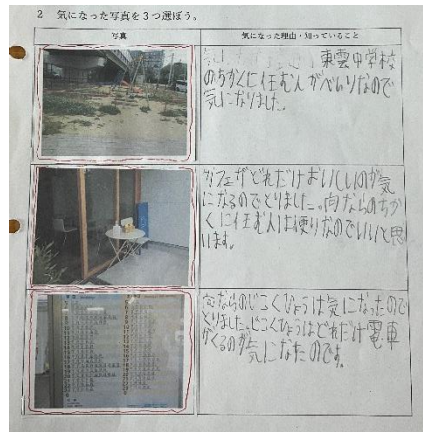 2 気になった写真を3つ選ぼう。
写真
気になった理由・知っていること
東雲中学校
のちかくに住む人がべんりなので
気になりました。
カフェがどれだけおいしいのか気
になるのでとりました。向ならのちか
くに住む人は便りなのでいいと思
います。
むならのじこくひょうは気になったので
とりました。じこくひょうはどれだけ電車
がくるのが気になたのです。